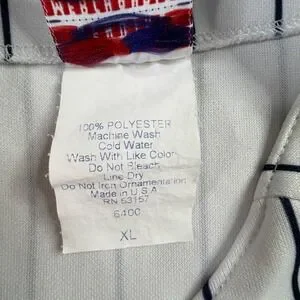 100% POLYESTER
Machine Wash
Cold Water
Wash With Like Color
Do Not Bleach
Line Dry
Do Not Iron Ornamentation
Made in U.S.A
RN 53157
6400
XL